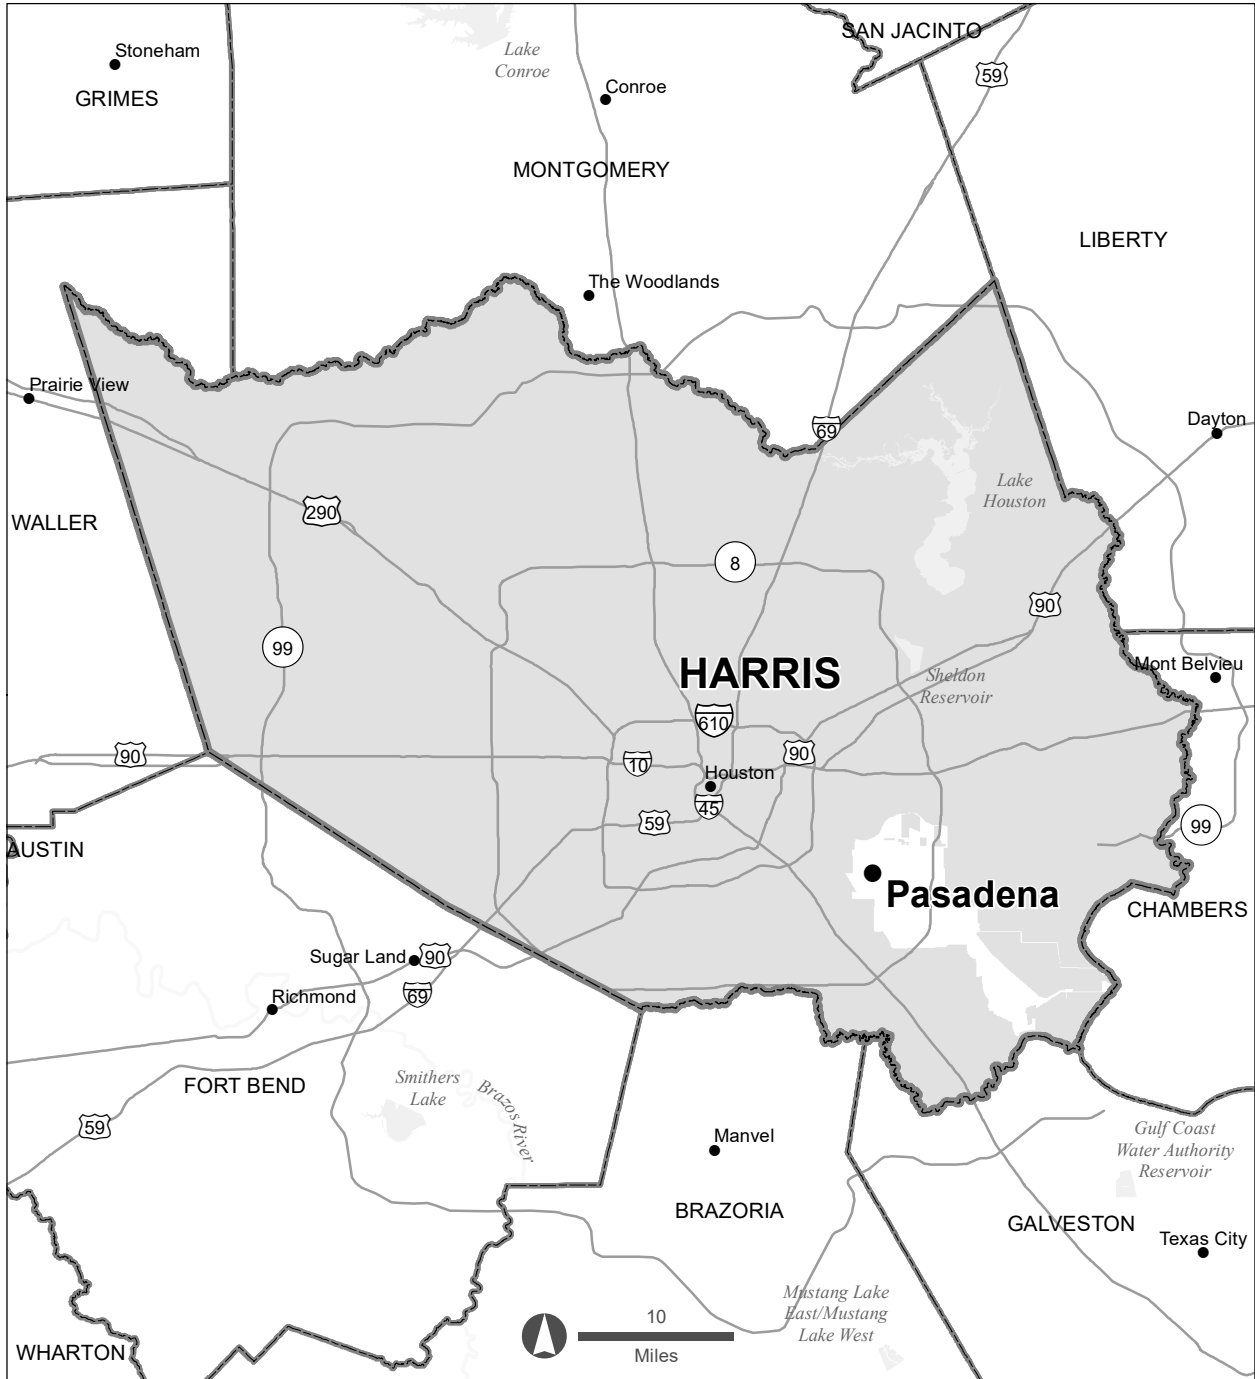 SAN JACINTO
Stoneham
Lake
Conroe
59
GRIMES
Conroe
MONTGOMERY
LIBERTY
The Woodlands
Prairie View
Dayton
69
Lake
Houston
290
WALLER
8
90
99
HARRIS
Mont Belvieu
Sheldon
Reservoir
610
90
10
90
Houston
45
59
99
AUSTIN
Pasadena
CHAMBERS
Sugar Land
90
69
Richmond
FORT BEND
Smithers
Lake
Brazos River
59
Manvel
Gulf Coast
Water Authority
Reservoir
BRAZORIA
GALVESTON
Texas City
Mustang Lake
East/Mustang
Lake West
10
Miles
WHARTON